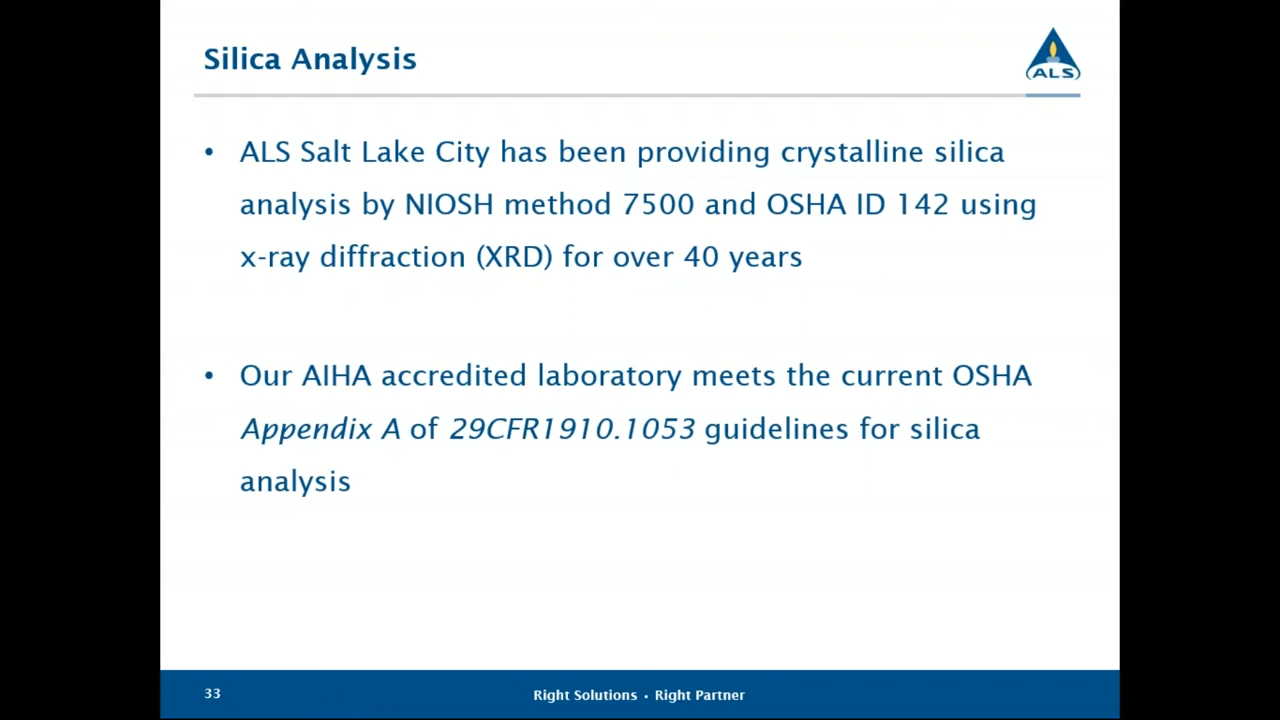 Silica Analysis
ALS
• ALS Salt Lake City has been providing crystalline silica
analysis by NIOSH method 7500 and OSHA ID 142 using
x-ray diffraction (XRD) for over 40 years
• Our AIHA accredited laboratory meets the current OSHA
Appendix A of 29CFR1910.1053 guidelines for silica
analysis
33
Right Solutions • Right Partner